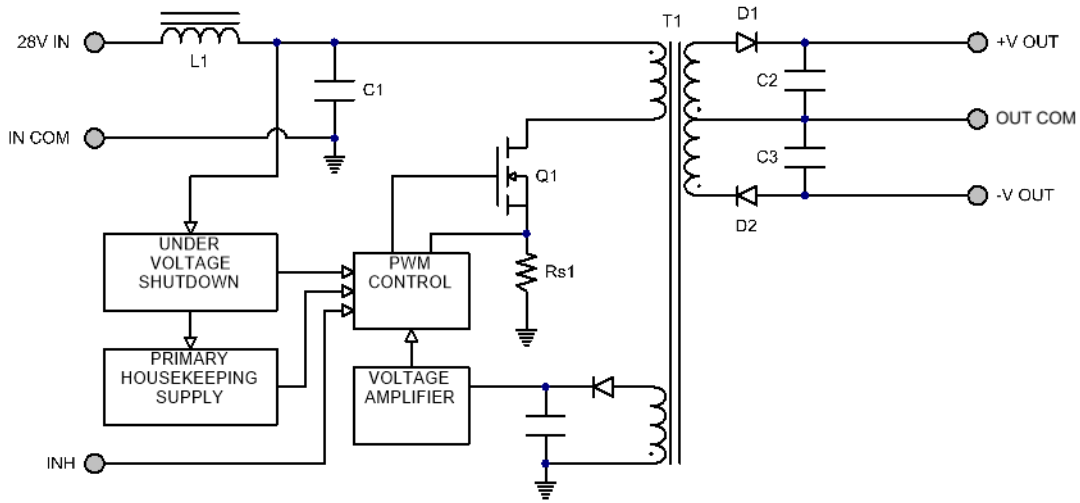 T1
D1
28V IN
+V OUT
L1
C1
C2
IN COM
OUT COM
C3
Q1
-V OUT
D2
UNDER
VOLTAGE
SHUTDOWN
PWM
CONTROL
Rs1
PRIMARY
HOUSEKEEPING
SUPPLY
VOLTAGE
AMPLIFIER
INH